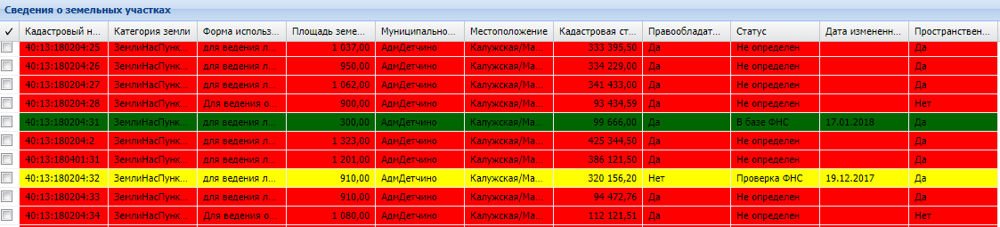 Сведения о земельных участках
✓ Кадастровый н... Категория земли Форма использ... Площадь земе... Муниципально... Местоположение Кадастровая ст... Правообладат... Статус Дата измененн... Пространствен...
40:13:180204:25 ЗемлиНасПунк... для ведения л... 1 037,00 АдмДетчино Калужская/Ма... 333 395,50 Да Не определен Да
40:13:180204:26 ЗемлиНасПунк... для ведения л... 950,00 АдмДетчино Калужская/Ма... 334 229,00 Да Не определен Да
40:13:180204:27 ЗемлиНасПунк... для ведения л... 1 062,00 АдмДетчино Калужская/Ма... 341 433,00 Да Не определен Да
40:13:180204:28 ЗемлиНасПунк... Для ведения о... 900,00 АдмДетчино Калужская/Ма... 93 434,59 Да Не определен Нет
40:13:180204:31 ЗемлиНасПунк... для ведения л... 300,00 АдмДетчино Калужская/Ма... 99 666,00 Да В базе ФНС 17.01.2018 Да
40:13:180204:2 ЗемлиНасПунк... для ведения л... 1 323,00 АдмДетчино Калужская/Ма... 425 344,50 Да Не определен Да
40:13:180401:31 ЗемлиНасПунк... для ведения л... 1 201,00 АдмДетчино Калужская/Ма... 386 121,50 Да Не определен Да
40:13:180204:32 ЗемлиНасПунк... для ведения л... 910,00 АдмДетчино Калужская/Ма... 320 156,20 Нет Проверка ФНС 19.12.2017 Да
40:13:180204:33 ЗемлиНасПунк... для ведения л... 910,00 АдмДетчино Калужская/Ма... 94 472,76 Да Не определен Да
40:13:180204:34 ЗемлиНасПунк... Для ведения о... 1 080,00 АдмДетчино Калужская/Ма... 112 121,51 Да Не определен Нет